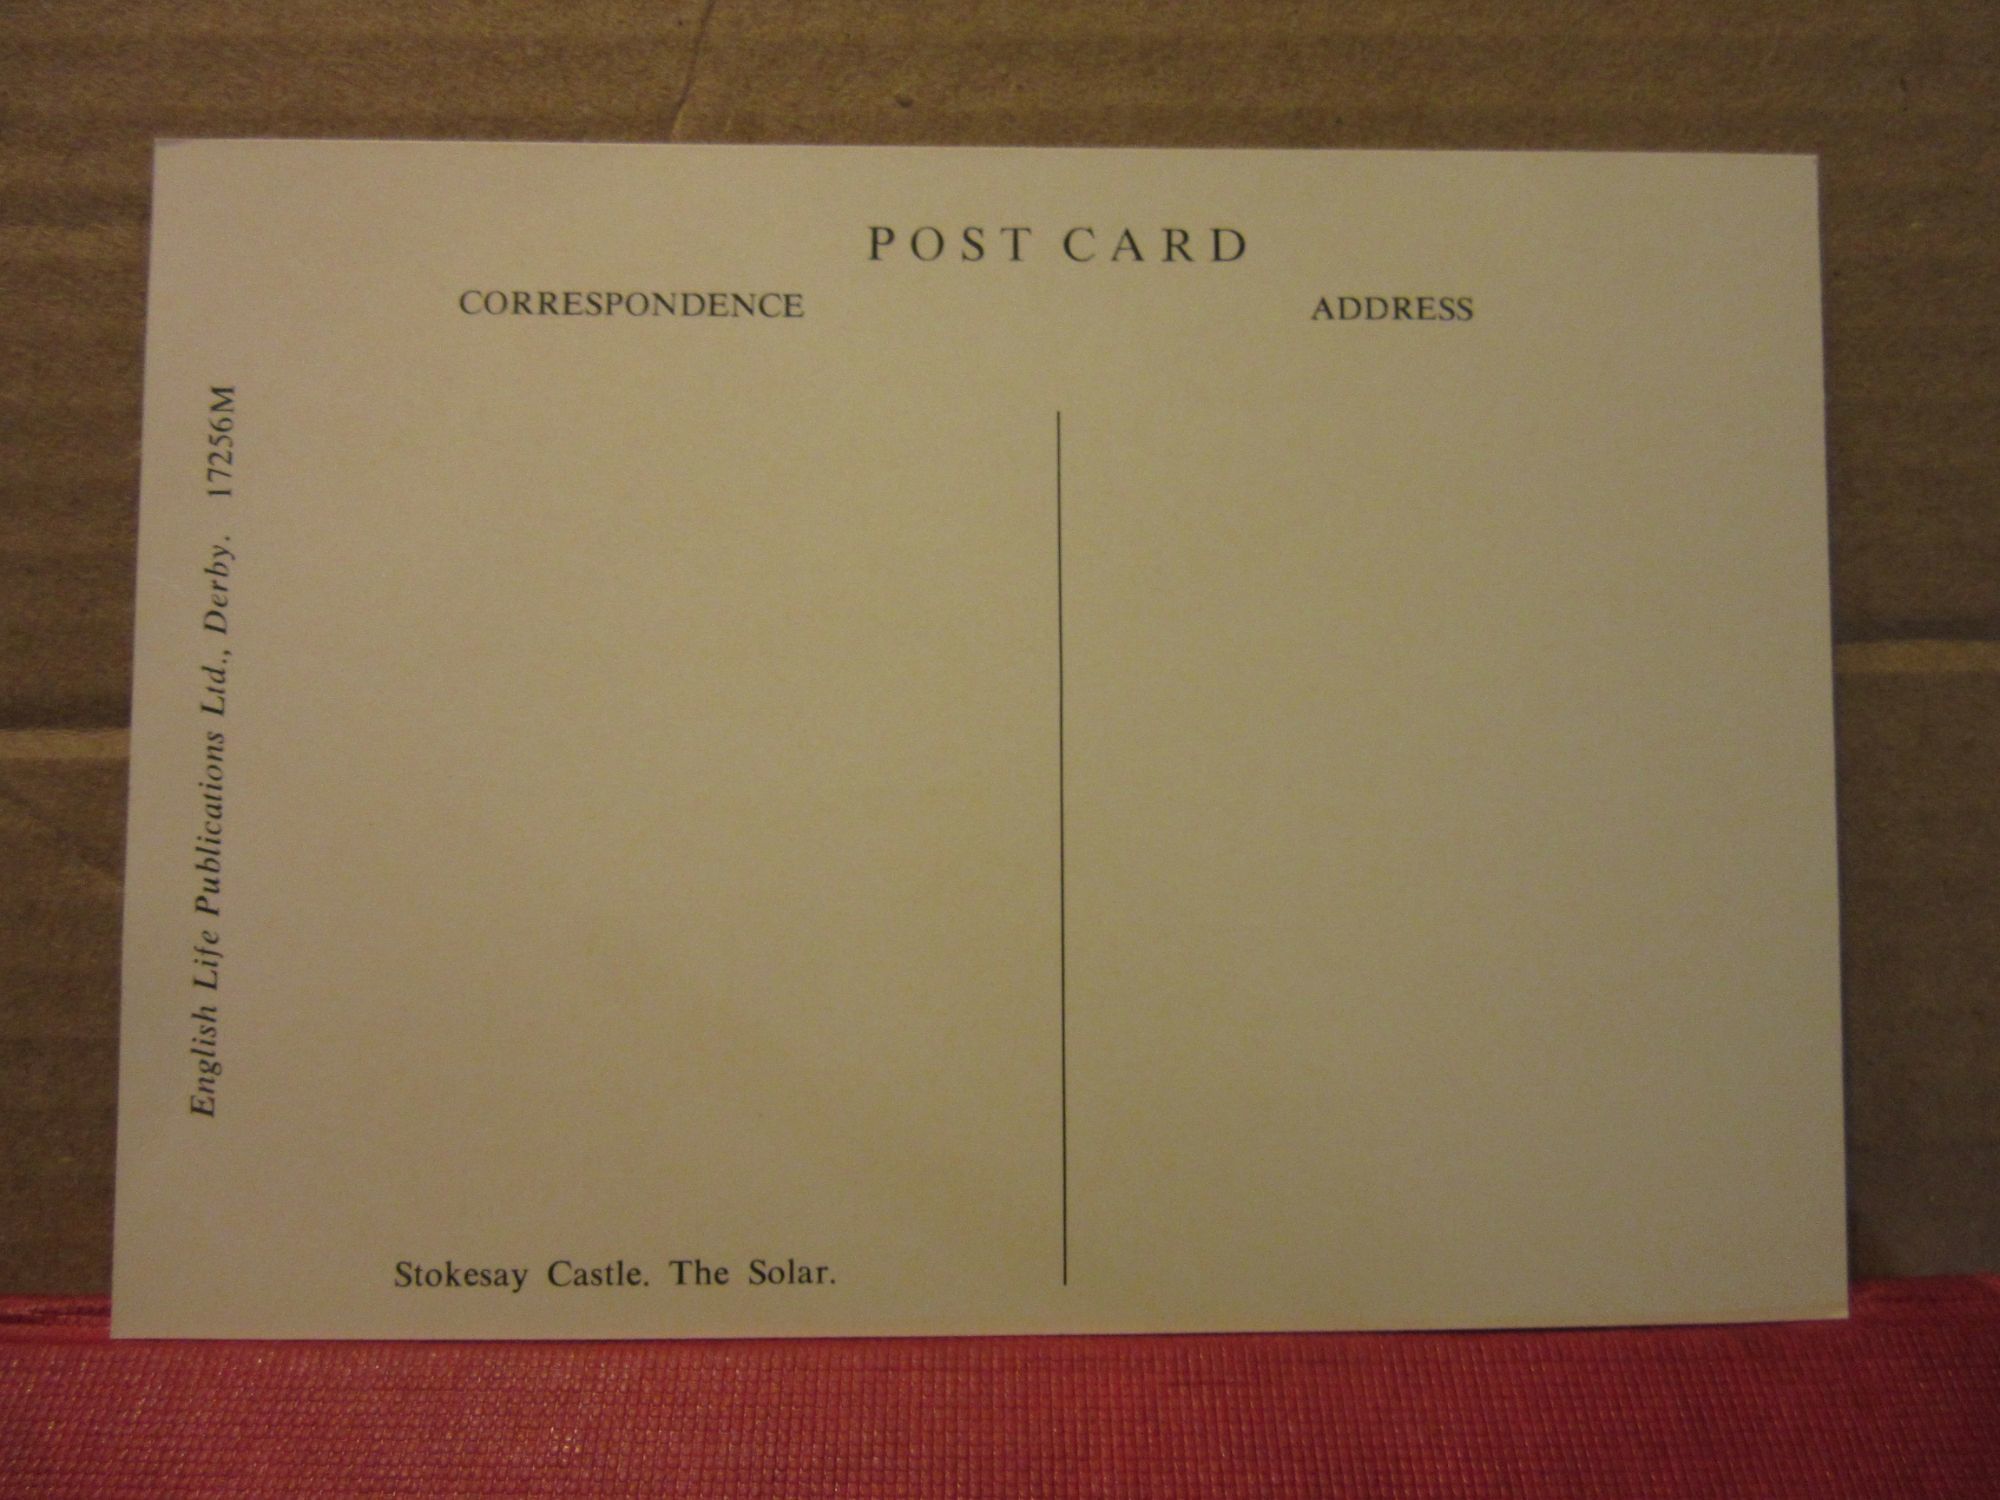 POST CARD
CORRESPONDENCE
ADDRESS
English Life Publications Ltd., Derby. 17256M
Stokesay Castle. The Solar.